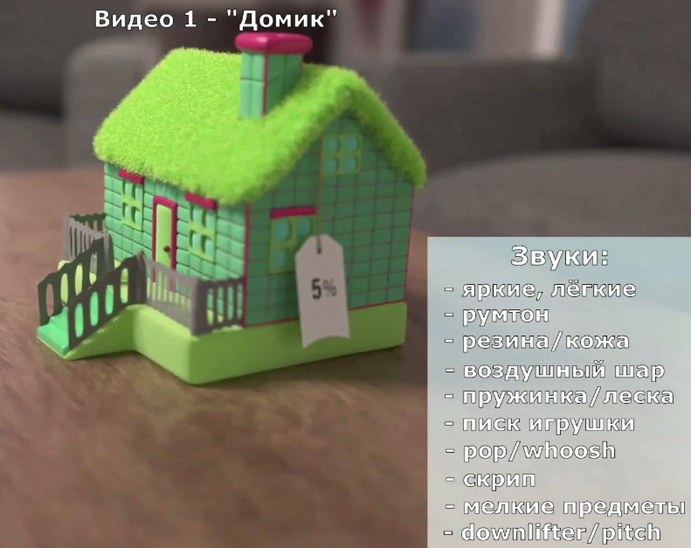 Видео 1 - "Домик"
5%
Звуки:
- яркие, лёгкие
- румтон
- резина/кожа
- воздушный шар
- пружинка/леска
- писк игрушки
- pop/whoosh
- скрип
- мелкие предметы
- downlifter/pitch